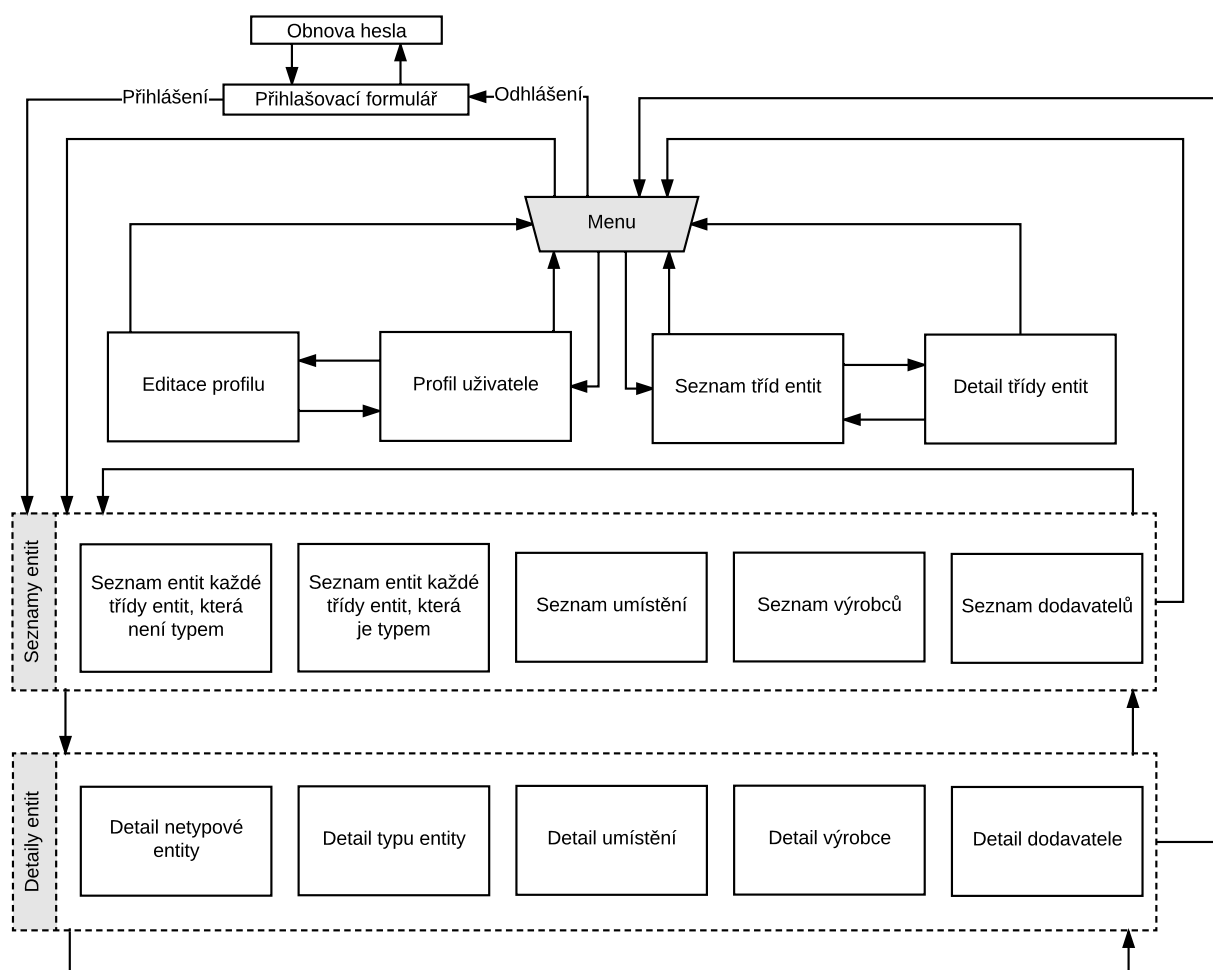 Obnova hesla
Přihlášení
Přihlašovací formulář
Odhlášení
Menu
Editace profilu
Profil uživatele
Seznam tříd entit
Detail třídy entit
Seznamy entit
Seznam entit každé
třídy entit, která
není typem
Seznam entit každé
třídy entit, která
je typem
Seznam umístění
Seznam výrobců
Seznam dodavatelů
Detaily entit
Detail netypové
entity
Detail typu entity
Detail umístění
Detail výrobce
Detail dodavatele